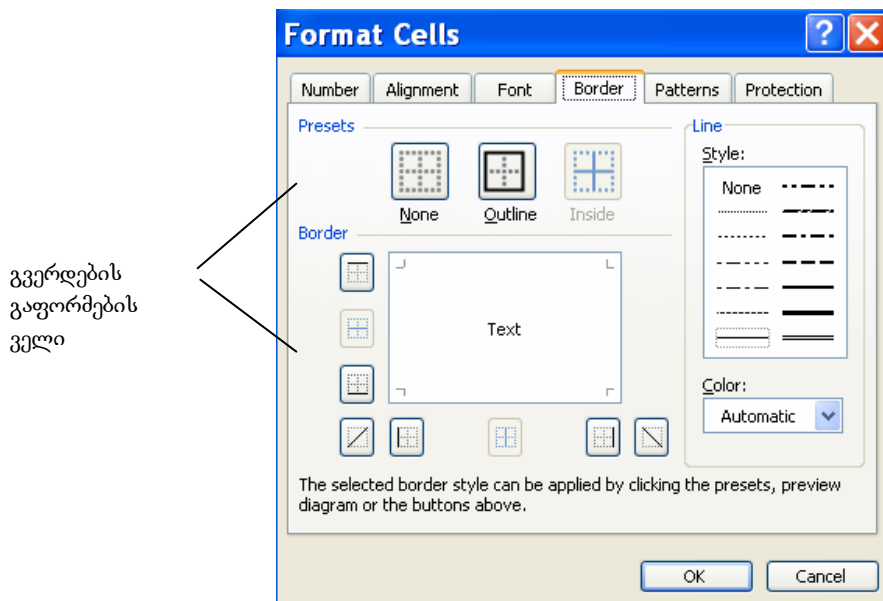 Format Cells
Number Alignment Font Border Patterns Protection
Presets
None Outline Inside
Border
Text
Line
Style:
None
Color:
Automatic
The selected border style can be applied by clicking the presets, preview
diagram or the buttons above.
OK Cancel
გვერდების
გაფორმების
ველი